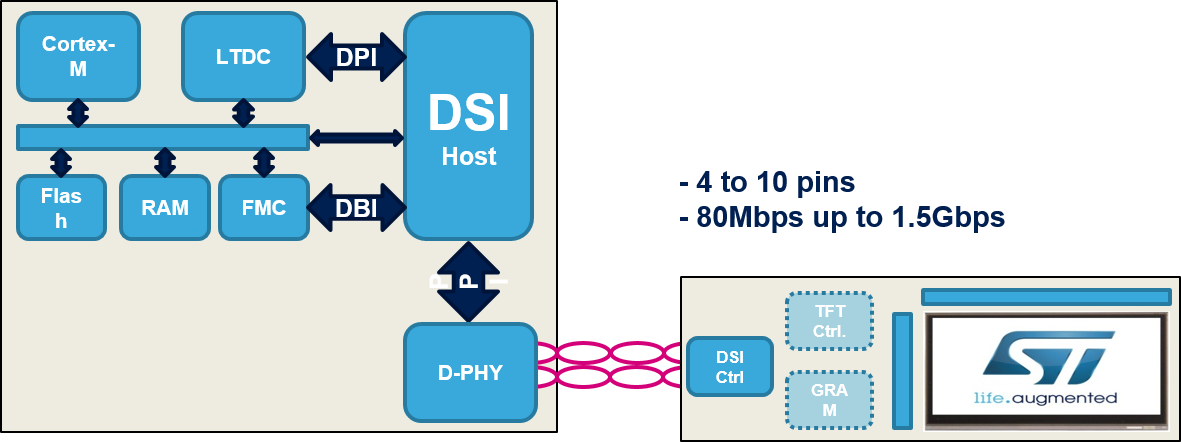 Cortex-
M
LTDC
DPI
DSI
Host
Flas
h
RAM
FMC
DBI
P
P
I
D-PHY
- 4 to 10 pins
- 80Mbps up to 1.5Gbps
DSI
Ctrl
TFT
Ctrl.
GRA
M
ST
life.augmented